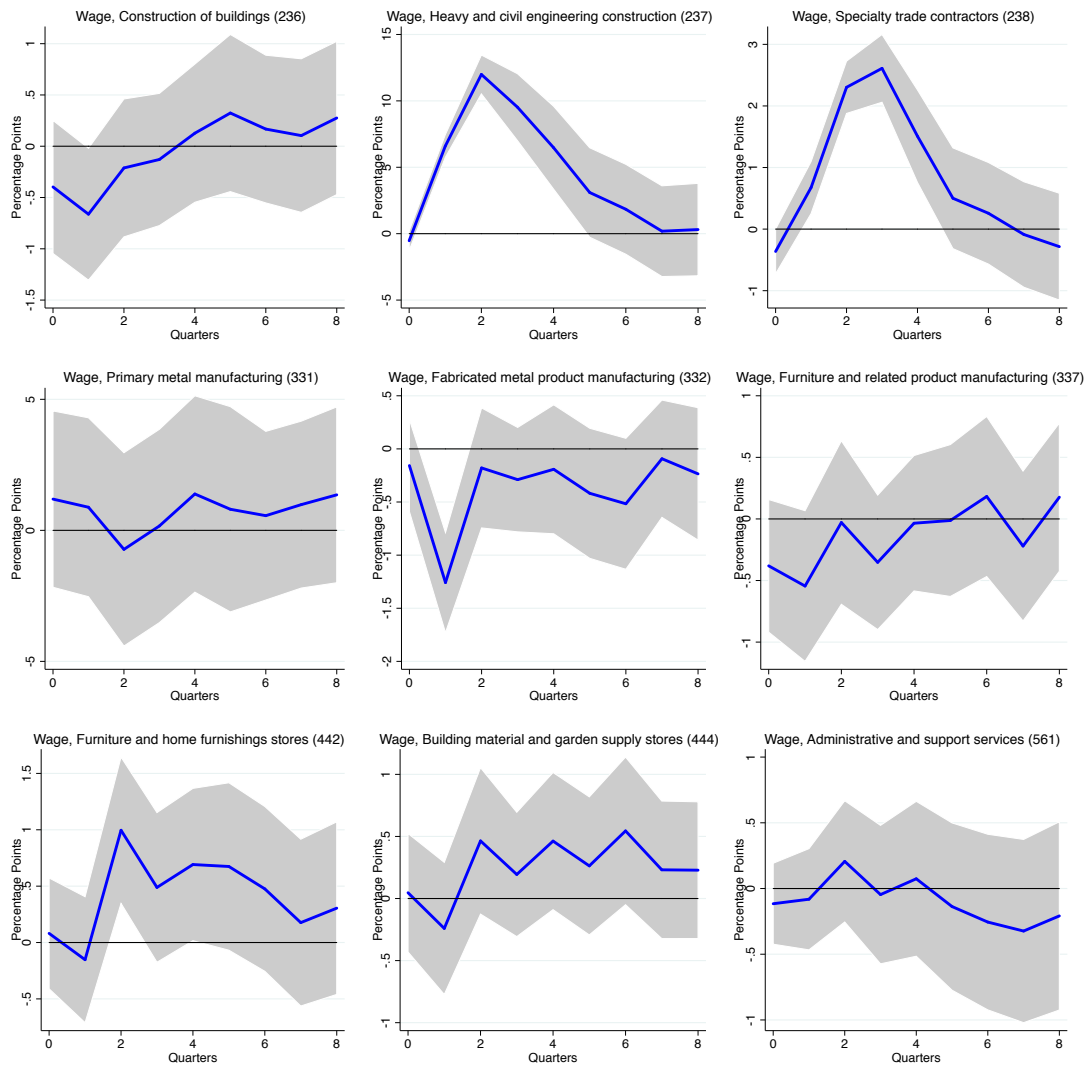 Wage, Construction of buildings (236)
Percentage Points
1
.5
0
-.5
-1
-1.5
0 2 4 6 8
Quarters
Wage, Heavy and civil engineering construction (237)
Percentage Points
15
10
5
0
-5
0 2 4 6 8
Quarters
Wage, Specialty trade contractors (238)
Percentage Points
3
2
1
0
-1
0 2 4 6 8
Quarters
Wage, Primary metal manufacturing (331)
Percentage Points
5
0
-5
0 2 4 6 8
Quarters
Wage, Fabricated metal product manufacturing (332)
Percentage Points
.5
0
-.5
-1
-1.5
-2
0 2 4 6 8
Quarters
Wage, Furniture and related product manufacturing (337)
Percentage Points
1
.5
0
-.5
-1
0 2 4 6 8
Quarters
Wage, Furniture and home furnishings stores (442)
Percentage Points
1.5
1
.5
0
-.5
0 2 4 6 8
Quarters
Wage, Building material and garden supply stores (444)
Percentage Points
1
.5
0
-.5
-1
0 2 4 6 8
Quarters
Wage, Administrative and support services (561)
Percentage Points
1
.5
0
-.5
-1
0 2 4 6 8
Quarters